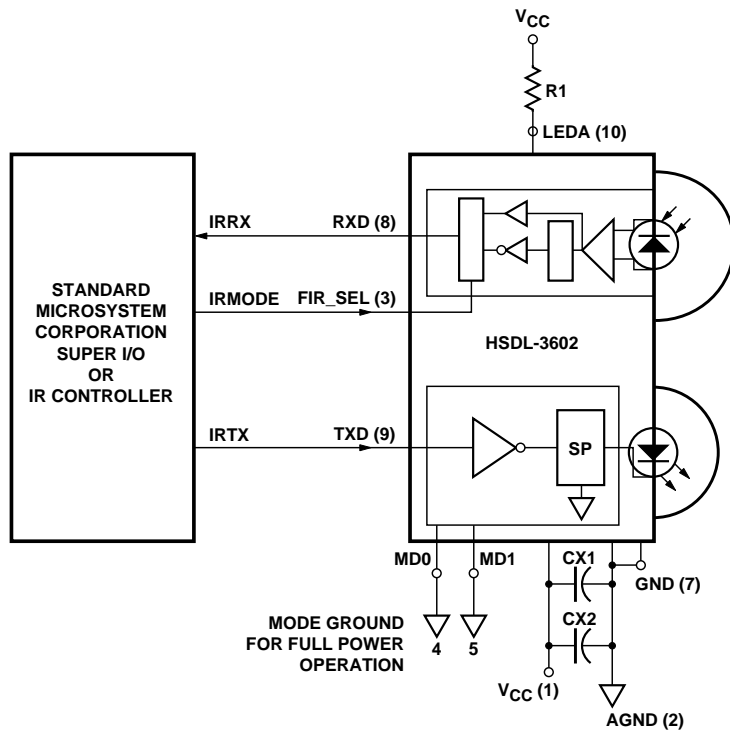 VCC
R1
LEDA (10)
IRRX
RXD (8)
IRMODE
FIR_SEL (3)
STANDARD
MICROSYSTEM
CORPORATION
SUPER I/O
OR
IR CONTROLLER
HSDL-3602
IRTX
TXD (9)
SP
MD0
MD1
CX1
GND (7)
MODE GROUND
FOR FULL POWER
OPERATION
4
5
CX2
VCC (1)
AGND (2)